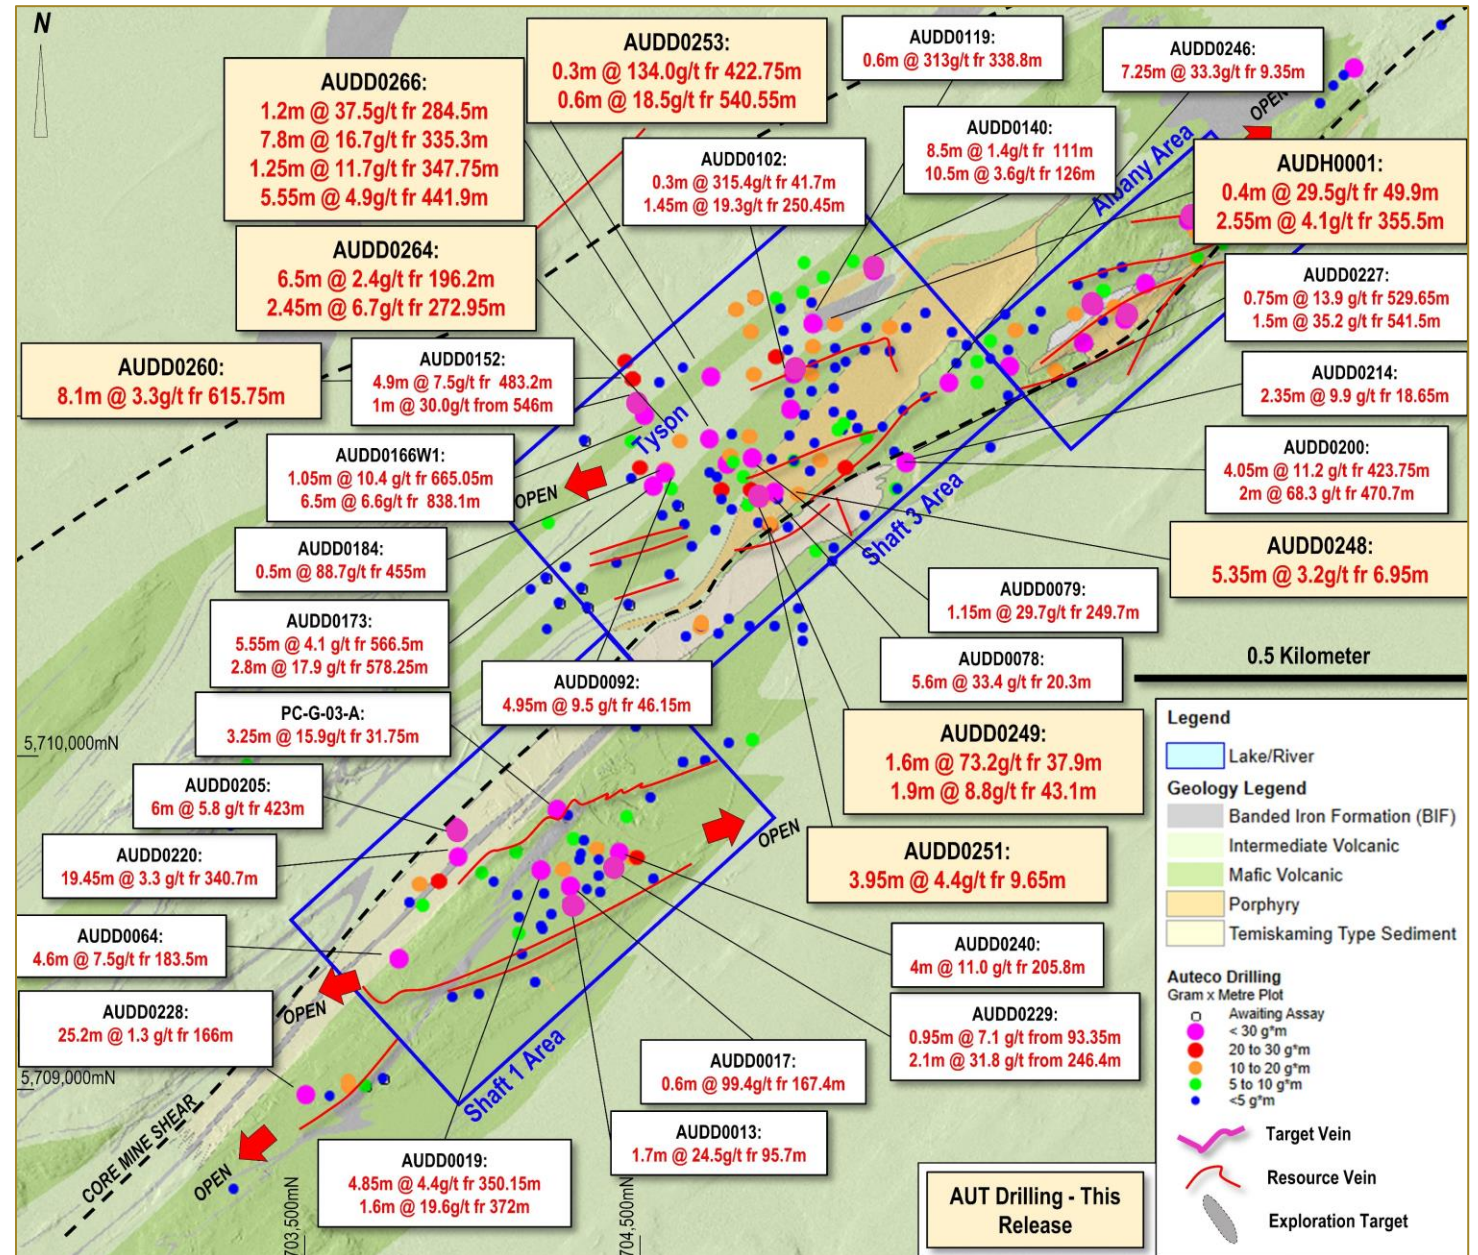 N
AUDD0253:
0.3m @ 134.0g/t fr 422.75m
0.6m @ 18.5g/t fr 540.55m
AUDD0119:
0.6m @ 313g/t fr 338.8m
AUDD0246:
7.25m @ 33.3g/t fr 9.35m
AUDD0266:
1.2m @ 37.5g/t fr 284.5m
7.8m @ 16.7g/t fr 335.3m
1.25m @ 11.7g/t fr 347.75m
5.55m @ 4.9g/t fr 441.9m
AUDD0102:
0.3m @ 315.4g/t fr 41.7m
1.45m @ 19.3g/t fr 250.45m
AUDD0140:
8.5m @ 1.4g/t fr 111m
10.5m @ 3.6g/t fr 126m
OPEN
Albany Area
AUDH0001:
0.4m @ 29.5g/t fr 49.9m
2.55m @ 4.1g/t fr 355.5m
AUDD0264:
6.5m @ 2.4g/t fr 196.2m
2.45m @ 6.7g/t fr 272.95m
AUDD0227:
0.75m @ 13.9 g/t fr 529.65m
1.5m @ 35.2 g/t fr 541.5m
AUDD0260:
8.1m @ 3.3g/t fr 615.75m
AUDD0152:
4.9m @ 7.5g/t fr 483.2m
1m @ 30.0g/t from 546m
AUDD0214:
2.35m @ 9.9 g/t fr 18.65m
Tyson
AUDD0166W1:
1.05m @ 10.4 g/t fr 665.05m
6.5m @ 6.6g/t fr 838.1m
OPEN
AUDD0200:
4.05m @ 11.2 g/t fr 423.75m
2m @ 68.3 g/t fr 470.7m
Shaft 3 Area
AUDD0184:
0.5m @ 88.7g/t fr 455m
AUDD0248:
5.35m @ 3.2g/t fr 6.95m
AUDD0079:
1.15m @ 29.7g/t fr 249.7m
AUDD0173:
5.55m @ 4.1 g/t fr 566.5m
2.8m @ 17.9 g/t fr 578.25m
AUDD0078:
5.6m @ 33.4 g/t fr 20.3m
0.5 Kilometer
AUDD0092:
4.95m @ 9.5 g/t fr 46.15m
PC-G-03-A:
3.25m @ 15.9g/t fr 31.75m
5,710,000mN
AUDD0249:
1.6m @ 73.2g/t fr 37.9m
1.9m @ 8.8g/t fr 43.1m
AUDD0205:
6m @ 5.8 g/t fr 423m
OPEN
AUDD0220:
19.45m @ 3.3 g/t fr 340.7m
AUDD0251:
3.95m @ 4.4g/t fr 9.65m
AUDD0064:
4.6m @ 7.5g/t fr 183.5m
AUDD0240:
4m @ 11.0 g/t fr 205.8m
OPEN
AUDD0228:
25.2m @ 1.3 g/t fr 166m
AUDD0229:
0.95m @ 7.1 g/t from 93.35m
2.1m @ 31.8 g/t from 246.4m
5,709,000mN
Shaft 1 Area
AUDD0017:
0.6m @ 99.4g/t fr 167.4m
AUDD0013:
1.7m @ 24.5g/t fr 95.7m
CORE MINE SHEAR
OPEN
AUDD0019:
4.85m @ 4.4g/t fr 350.15m
1.6m @ 19.6g/t fr 372m
703,500mN
704,500mN
Legend
Lake/River
Geology Legend
Banded Iron Formation (BIF)
Intermediate Volcanic
Mafic Volcanic
Porphyry
Temiskaming Type Sediment
Auteco Drilling
Gram x Metre Plot
Awaiting Assay
< 30 g*m
20 to 30 g*m
10 to 20 g*m
5 to 10 g*m
<5 g*m
Target Vein
Resource Vein
Exploration Target
AUT Drilling - This
Release